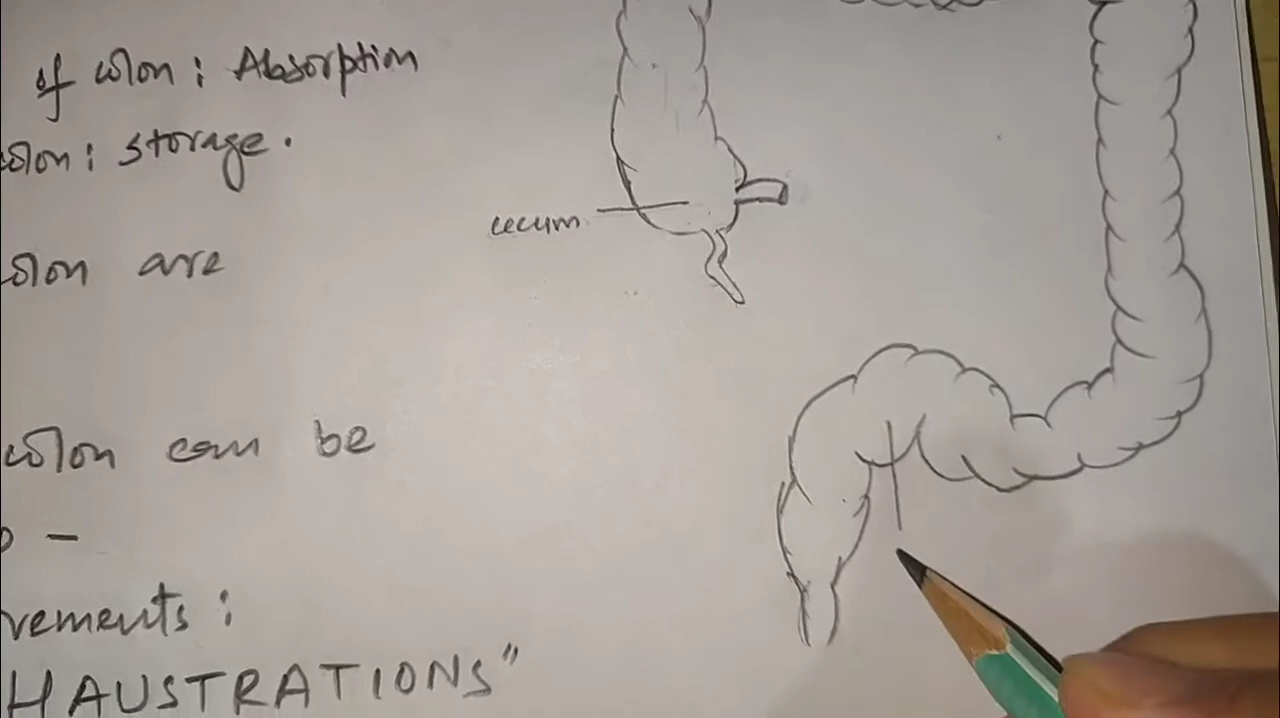 of colon : Absorption
colon : storage.
cecum
colon are
colon can be
-
vements :
HAUSTRATIONS"